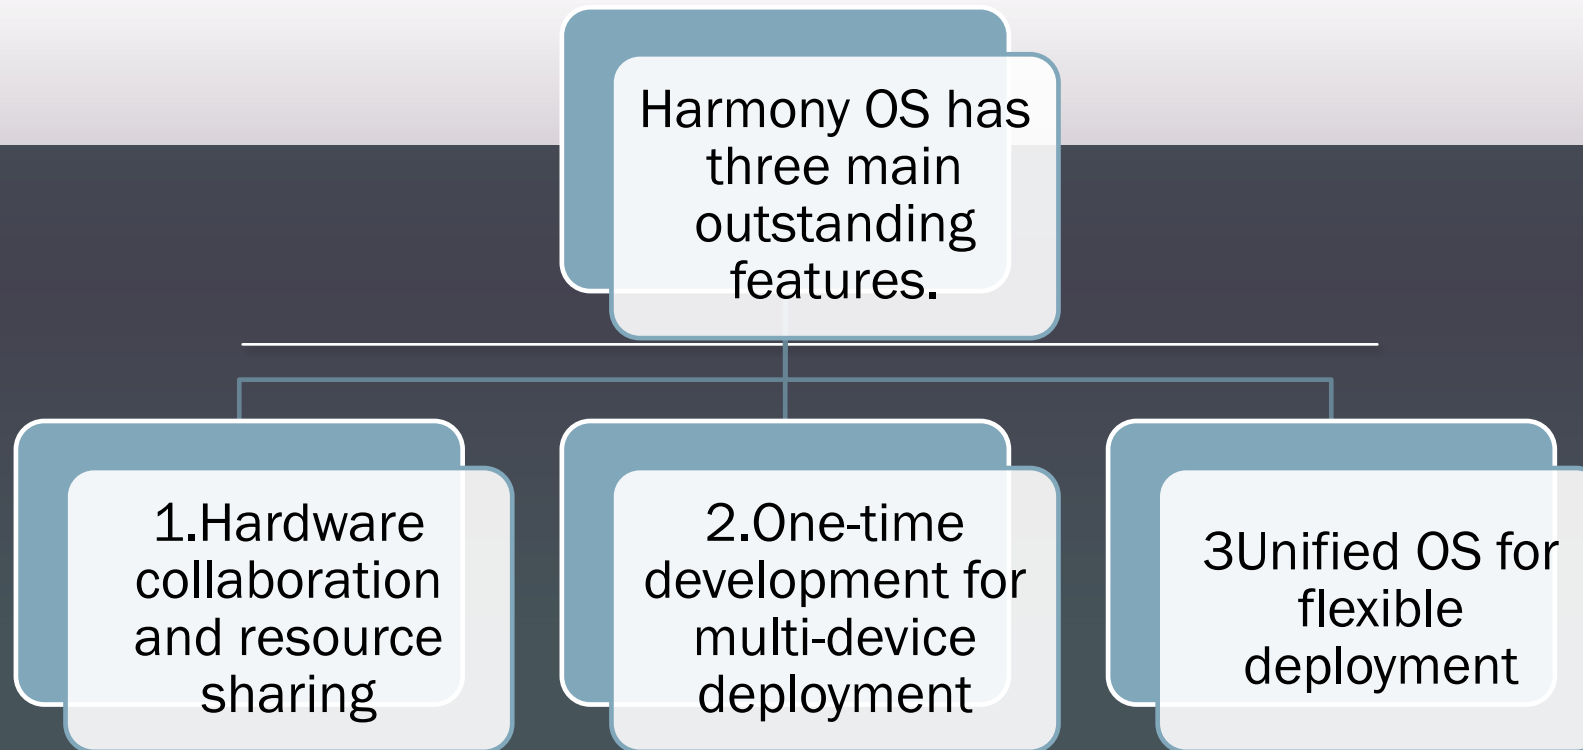 Harmony OS has
three main
outstanding
features.
1.Hardware
collaboration
and resource
sharing
2.One-time
development for
multi-device
deployment
3Unified OS for
flexible
deployment